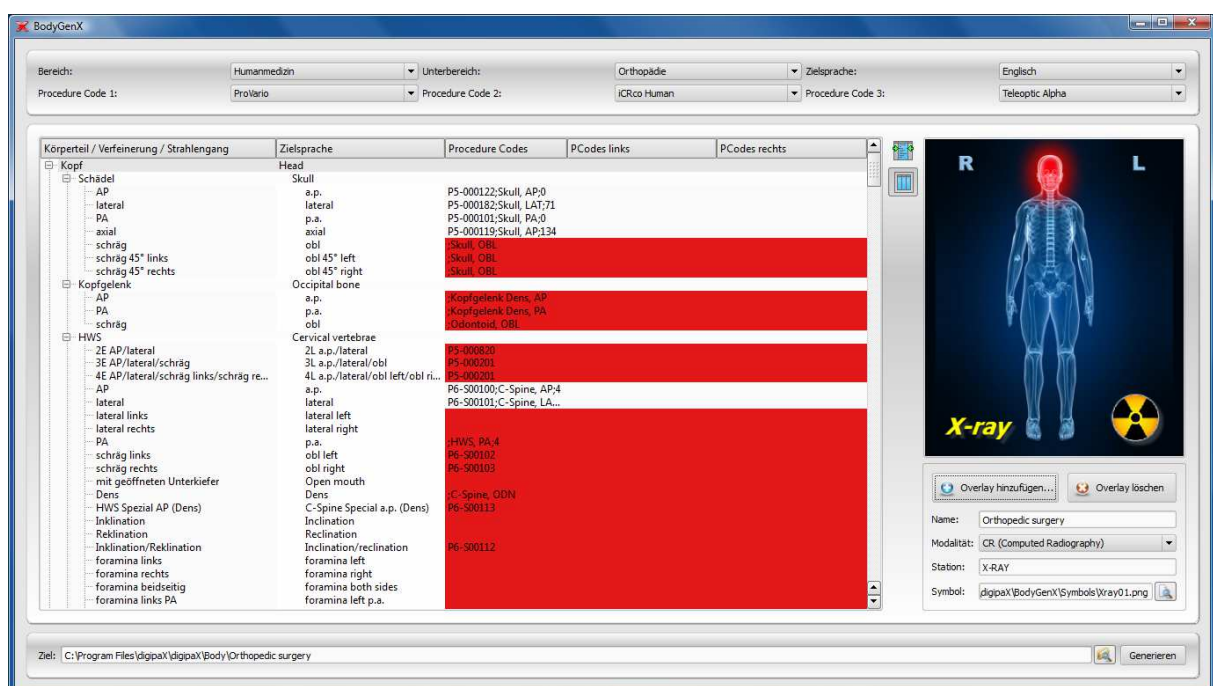 BodyGenX
Bereich: Humanmedizin Unterbereich: Orthopädie Zielsprache: Englisch
Procedure Code 1: ProVario Procedure Code 2: iCRco Human Procedure Code 3: Teleoptic Alpha
Körperteil / Verfeinerung / Strahlengang Zielsprache Procedure Codes PCodes links PCodes rechts
Kopf Head
Schädel Skull
AP a.p. P5-000122;Skull, AP;0
lateral lateral P5-000182;Skull, LAT;71
PA p.a. P5-000101;Skull, PA;0
axial axial P5-000119;Skull, AP;134
schräg obl ;Skull, OBL
schräg 45° links obl 45° left ;Skull, OBL
schräg 45° rechts obl 45° right ;Skull, OBL
Kopfgelenk Occipital bone
AP a.p. ;Kopfgelenk Dens, AP
PA p.a. ;Kopfgelenk Dens, PA
schräg obl ;Odontoid, OBL
HWS Cervical vertebrae
2E AP/lateral 2L a.p./lateral P5-000820
3E AP/lateral/schräg 3L a.p./lateral/obl P5-000201
4E AP/lateral/schräg links/schräg re... 4L a.p./lateral/obl left/obl ri... P5-000201
AP a.p. P6-S00100;C-Spine, AP;4
lateral lateral P6-S00101;C-Spine, LA...
lateral links lateral left
lateral rechts lateral right
PA p.a. ;HWS, PA;4
schräg links obl left P6-S00102
schräg rechts obl right P6-S00103
mit geöffneten Unterkiefer Open mouth
Dens Dens ;C-Spine, ODN
HWS Spezial AP (Dens) C-Spine Special a.p. (Dens) P6-S00113
Inklination Inclination
Reklination Reclination
Inklination/Reklination Inclination/reclination P6-S00112
foramina links foramina left
foramina rechts foramina right
foramina beidseitig foramina both sides
foramina links PA foramina left p.a.
R L
X-ray
Overlay hinzufügen... Overlay löschen
Name: Orthopedic surgery
Modalität: CR (Computed Radiography)
Station: X-RAY
Symbol: digipaX\BodyGenX\Symbols\Xray01.png
Ziel: C:\Program Files\digipaX\digipaX\Body\Orthopedic surgery Generieren